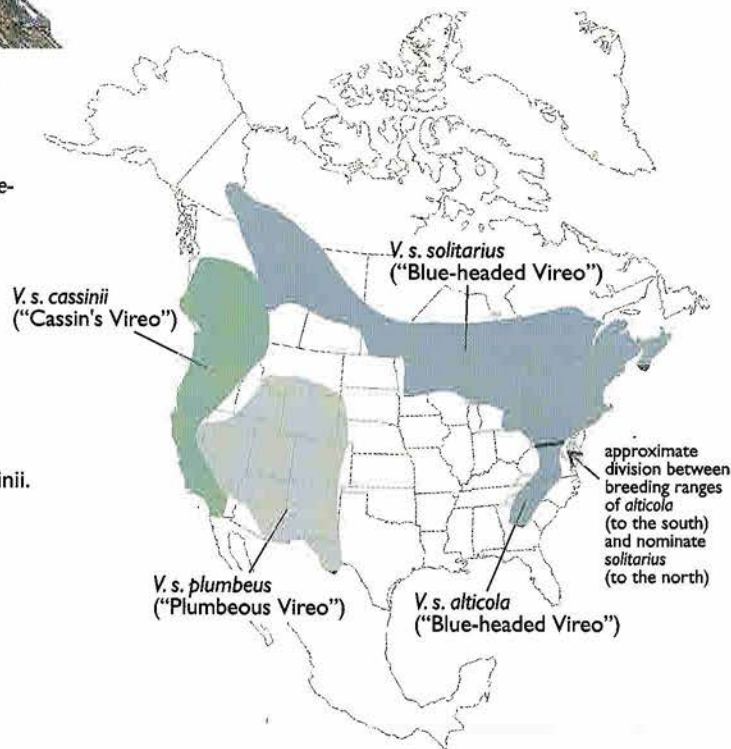 e-
V. s. solitarius
("Blue-headed Vireo")
V. s. cassinii
("Cassin's Vireo")
inii.
approximate
division between
breeding ranges
of alticola
(to the south)
and nominate
solitarius
(to the north)
V. s. plumbeus
("Plumbeous Vireo")
V. s. alticola
("Blue-headed Vireo")